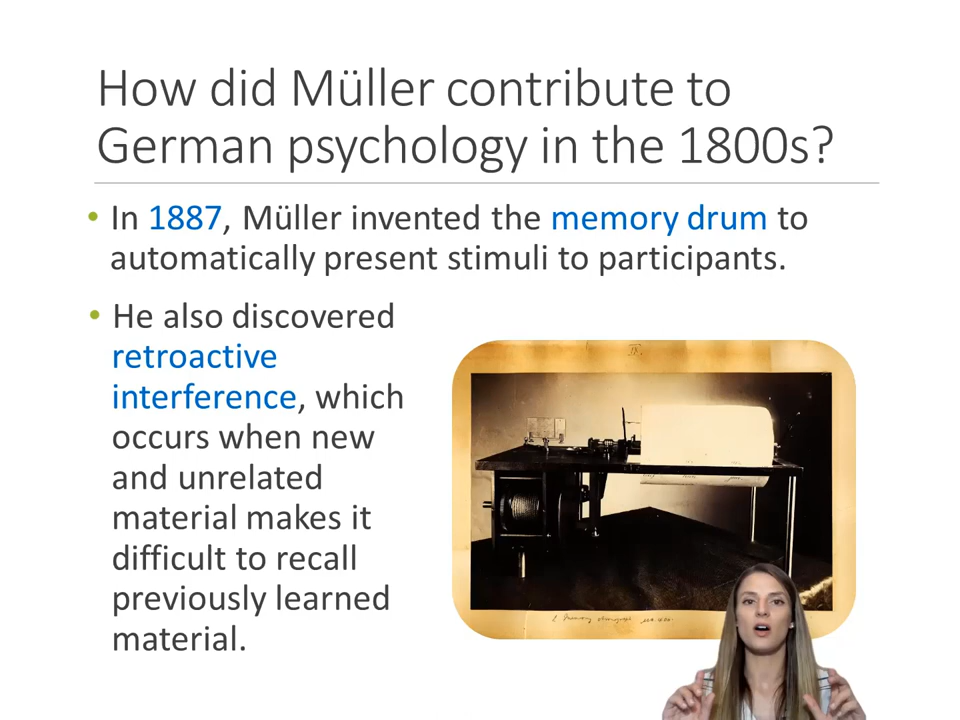 How did Müller contribute to
German psychology in the 1800s?
• In 1887, Müller invented the memory drum to
automatically present stimuli to participants.
• He also discovered
retroactive
interference, which
occurs when new
and unrelated
material makes it
difficult to recall
previously learned
material.